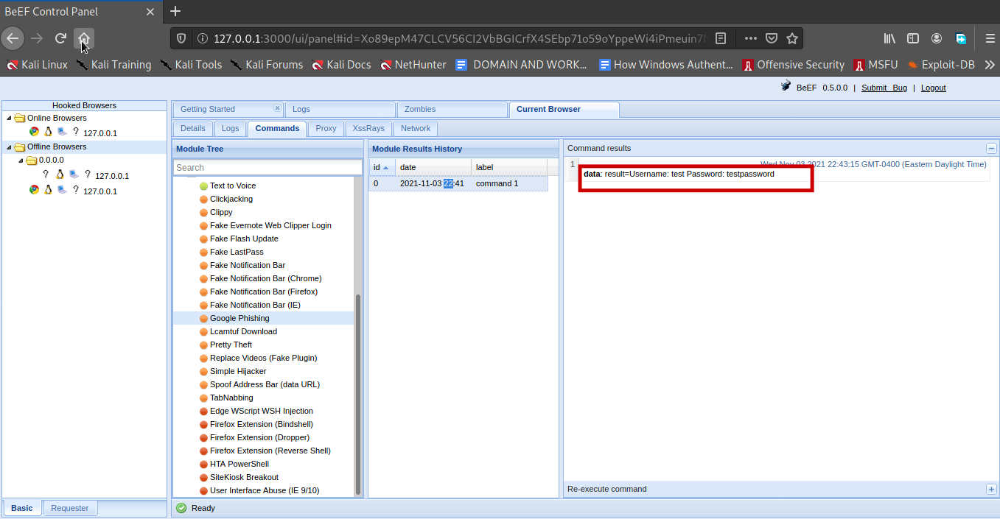 BeEF Control Panel
127.0.0.1:3000/ui/panel#id=Xo89epM47CLCV56CI2VbBGICrfX4SEbp71o59oYppeWi4iPmeuin7
Kali Linux Kali Training Kali Tools Kali Forums Kali Docs NetHunter DOMAIN AND WORK... How Windows Authent... Offensive Security MSFU Exploit-DB
BeEF 0.5.0.0 | Submit Bug | Logout
Hooked Browsers
Online Browsers
? 127.0.0.1
Offline Browsers
0.0.0.0
? ? 127.0.0.1
? 127.0.0.1
Basic Requester
Getting Started Logs Zombies Current Browser
Details Logs Commands Proxy XssRays Network
Module Tree
Search
Text to Voice
Clickjacking
Clippy
Fake Evernote Web Clipper Login
Fake Flash Update
Fake LastPass
Fake Notification Bar
Fake Notification Bar (Chrome)
Fake Notification Bar (Firefox)
Fake Notification Bar (IE)
Google Phishing
Lcamtuf Download
Pretty Theft
Replace Videos (Fake Plugin)
Simple Hijacker
Spoof Address Bar (data URL)
TabNabbing
Edge WScript WSH Injection
Firefox Extension (Bindshell)
Firefox Extension (Dropper)
Firefox Extension (Reverse Shell)
HTA PowerShell
SiteKiosk Breakout
User Interface Abuse (IE 9/10)
Module Results History
id date label
0 2021-11-03 22:41 command 1
Command results
1 Wed Nov 03 2021 22:43:15 GMT-0400 (Eastern Daylight Time)
data: result=Username: test Password: testpassword
Re-execute command
Ready